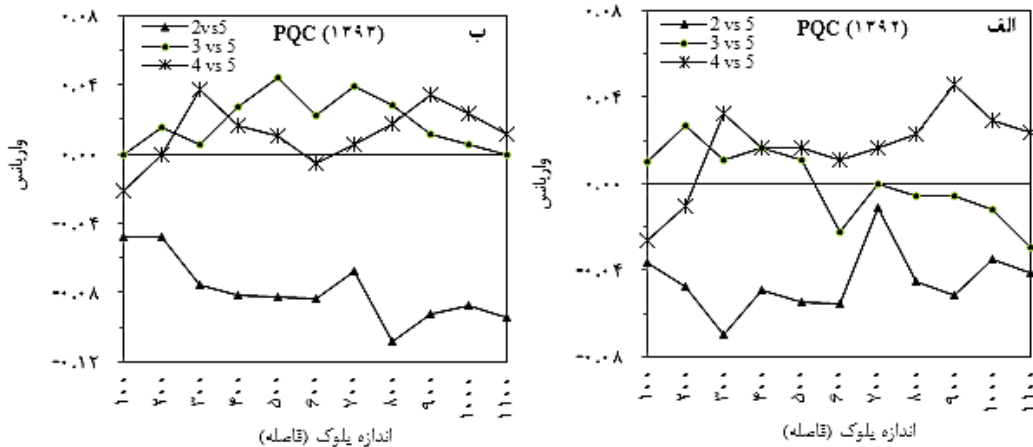 الف
PQC (۱۳۹۲)
2 vs 5
3 vs 5
4 vs 5
۰.۰۸
۰.۰۴
۰.۰۰
-۰.۰۴
-۰.۰۸
واریانس
۱۰۰
۲۰۰
۳۰۰
۴۰۰
۵۰۰
۶۰۰
۷۰۰
۸۰۰
۹۰۰
۱۰۰۰
۱۱۰۰
اندازه بلوک (فاصله)
ب
PQC (۱۳۹۳)
2vs5
3 vs 5
4 vs 5
۰.۰۸
۰.۰۴
۰.۰۰
-۰.۰۴
-۰.۰۸
-۰.۱۲
واریانس
۱۰۰
۲۰۰
۳۰۰
۴۰۰
۵۰۰
۶۰۰
۷۰۰
۸۰۰
۹۰۰
۱۰۰۰
۱۱۰۰
اندازه بلوک (فاصله)